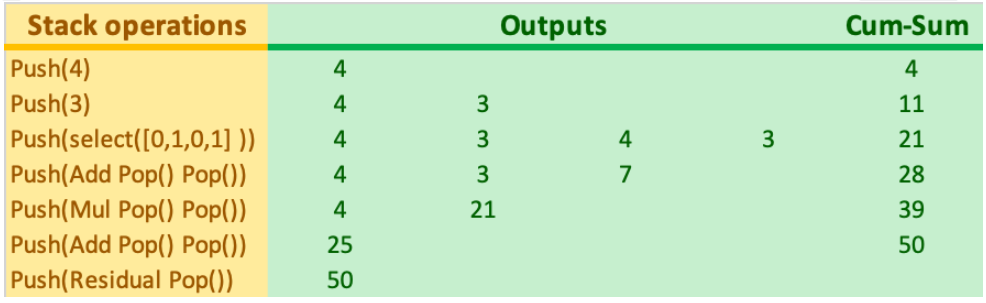 Stack operations Outputs Cum-Sum
Push(4) 4 4
Push(3) 4 3 11
Push(select([0,1,0,1] )) 4 3 4 3 21
Push(Add Pop() Pop()) 4 3 7 28
Push(Mul Pop() Pop()) 4 21 39
Push(Add Pop() Pop()) 25 50
Push(Residual Pop()) 50